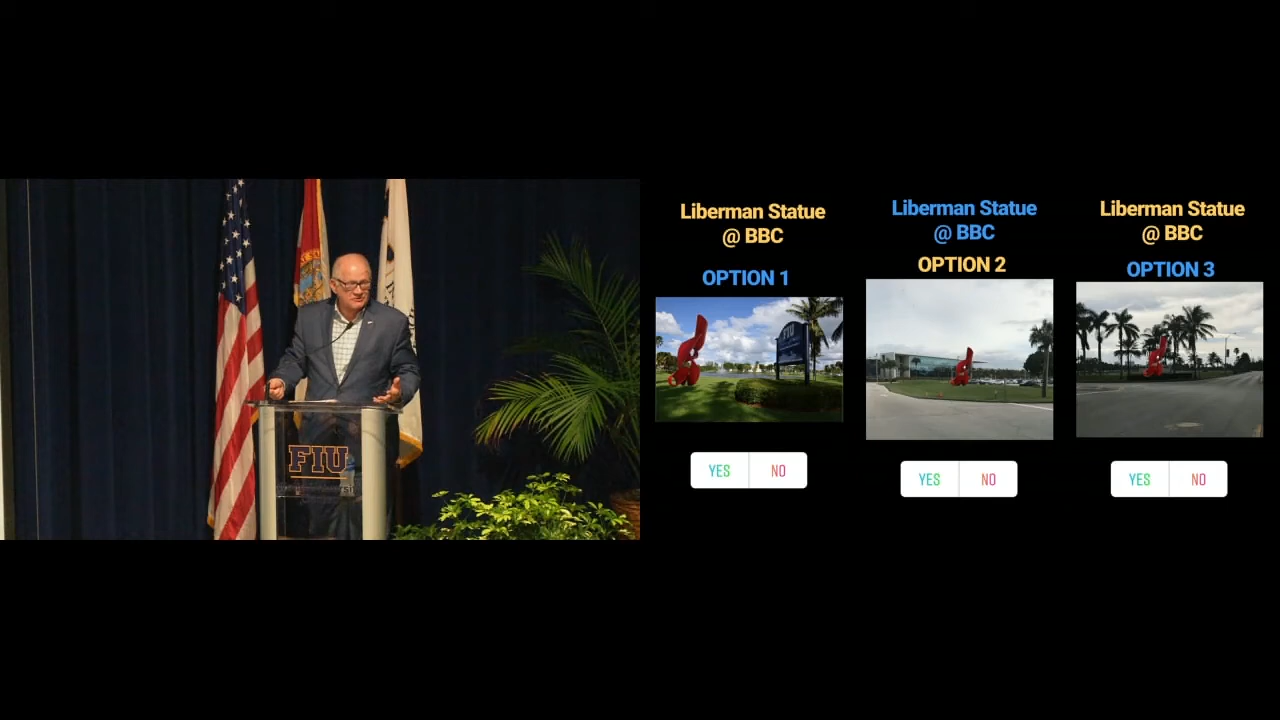 FIU
Liberman Statue
@ BBC
OPTION 1
FIU
YES
NO
Liberman Statue
@ BBC
OPTION 2
YES
NO
Liberman Statue
@ BBC
OPTION 3
YES
NO